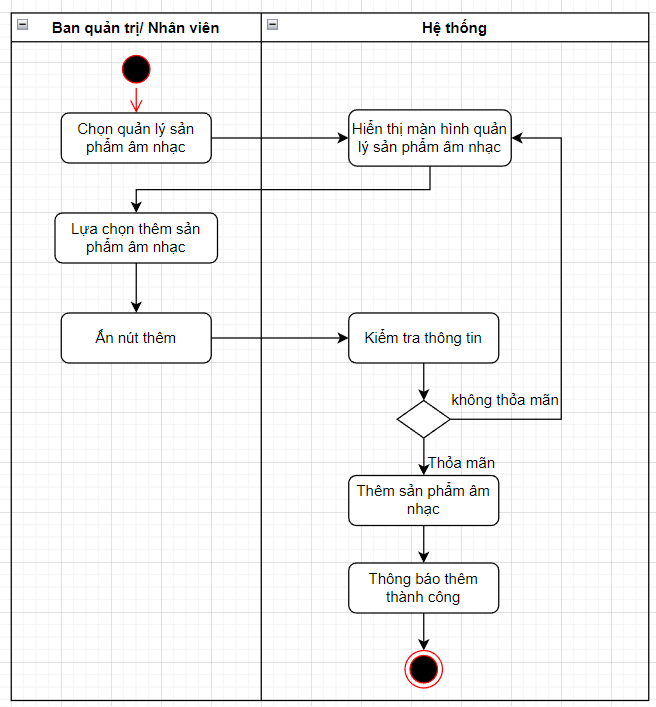 Ban quản trị/ Nhân viên
Hệ thống
Chọn quản lý sản
phẩm âm nhạc
Hiển thị màn hình quản
lý sản phẩm âm nhạc
Lựa chọn thêm sản
phẩm âm nhạc
Ấn nút thêm
Kiểm tra thông tin
không thỏa mãn
Thỏa mãn
Thêm sản phẩm âm
nhạc
Thông báo thêm
thành công